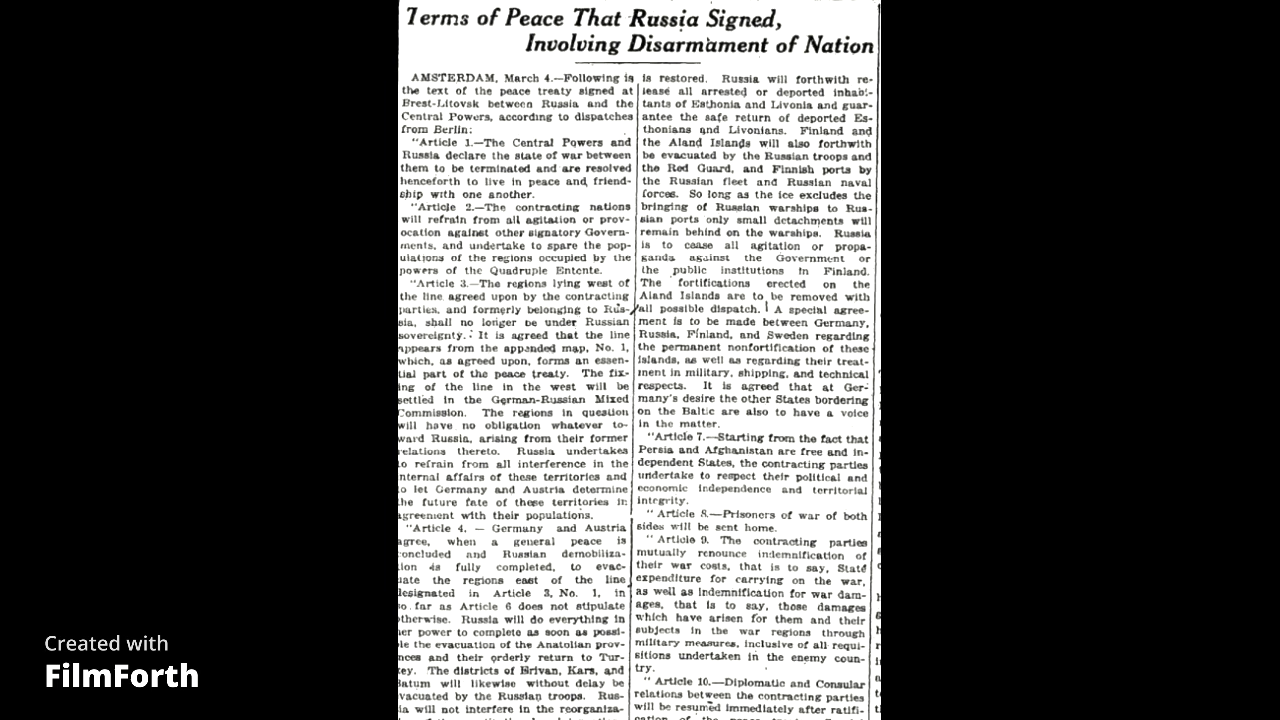 Terms of Peace That Russia Signed,
Involving Disarmament of Nation
AMSTERDAM, March 4.—Following is
the text of the peace treaty signed at
Brest-Litovsk between Russia and the
Central Powers, according to dispatches
from Berlin:
"Article 1.—The Central Powers and
Russia declare the state of war between
them to be terminated and are resolved
henceforth to live in peace and friend-
ship with one another.
"Article 2.—The contracting nations
will refrain from all agitation or prov-
ocation against other signatory Govern-
ments, and undertake to spare the pop-
ulations of the regions occupied by the
powers of the Quadruple Entente.
"Article 3.—The regions lying west of
the line agreed upon by the contracting
parties, and formerly belonging to Rus-
sia, shall no longer be under Russian
sovereignty. It is agreed that the line
appears from the appended map, No. 1,
which, as agreed upon, forms an essen-
tial part of the peace treaty. The fix-
ing of the line in the west will be
settled in the German-Russian Mixed
Commission. The regions in question
will have no obligation whatever to-
ward Russia, arising from their former
relations thereto. Russia undertakes
to refrain from all interference in the
internal affairs of these territories and
to let Germany and Austria determine
the future fate of these territories in
agreement with their populations.
"Article 4. — Germany and Austria
agree, when a general peace is
concluded and Russian demobiliza-
tion is fully completed, to evac-
uate the regions east of the line
designated in Article 3, No. 1, in
so far as Article 6 does not stipulate
otherwise. Russia will do everything in
her power to complete as soon as possi-
ble the evacuation of the Anatolian prov-
inces and their orderly return to Tur-
key. The districts of Erivan, Kars, and
Batum will likewise without delay be
evacuated by the Russian troops. Rus-
sia will not interfere in the reorganiza-
is restored. Russia will forthwith re-
lease all arrested or deported inhabi-
tants of Esthonia and Livonia and guar-
antee the safe return of deported Es-
thonians and Livonians. Finland and
the Aland Islands will also forthwith
be evacuated by the Russian troops and
the Red Guard, and Finnish ports by
the Russian fleet and Russian naval
forces. So long as the ice excludes the
bringing of Russian warships to Rus-
sian ports only small detachments will
remain behind on the warships. Russia
is to cease all agitation or propa-
ganda against the Government or
the public institutions in Finland.
The fortifications erected on the
Aland Islands are to be removed with
all possible dispatch. A special agree-
ment is to be made between Germany,
Russia, Finland, and Sweden regarding
the permanent nonfortification of these
islands, as well as regarding their treat-
ment in military, shipping, and technical
respects. It is agreed that at Ger-
many's desire the other States bordering
on the Baltic are also to have a voice
in the matter.
"Article 7.—Starting from the fact that
Persia and Afghanistan are free and in-
dependent States, the contracting parties
undertake to respect their political and
economic independence and territorial
integrity.
"Article 8.—Prisoners of war of both
sides will be sent home.
"Article 9. The contracting parties
mutually renounce indemnification of
their war costs, that is to say, State
expenditure for carrying on the war,
as well as indemnification for war dam-
ages, that is to say, those damages
which have arisen for them and their
subjects in the war regions through
military measures, inclusive of all requi-
sitions undertaken in the enemy coun-
try.
"Article 10.—Diplomatic and Consular
relations between the contracting parties
will be resumed immediately after ratifi-
Created with
FilmForth